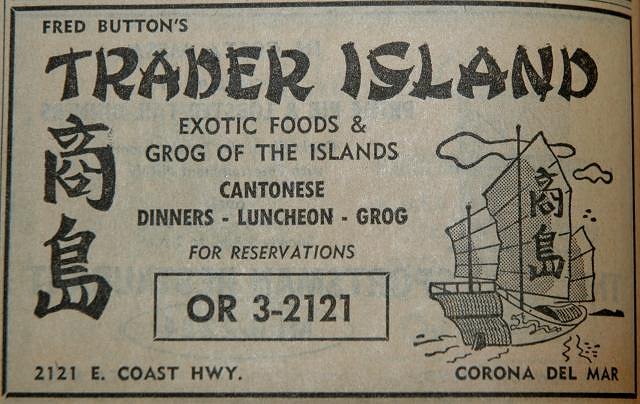 FRED BUTTON'S
TRADER ISLAND
商島
EXOTIC FOODS &
GROG OF THE ISLANDS
CANTONESE
DINNERS - LUNCHEON - GROG
FOR RESERVATIONS
OR 3-2121
商島
2121 E. COAST HWY.
CORONA DEL MAR